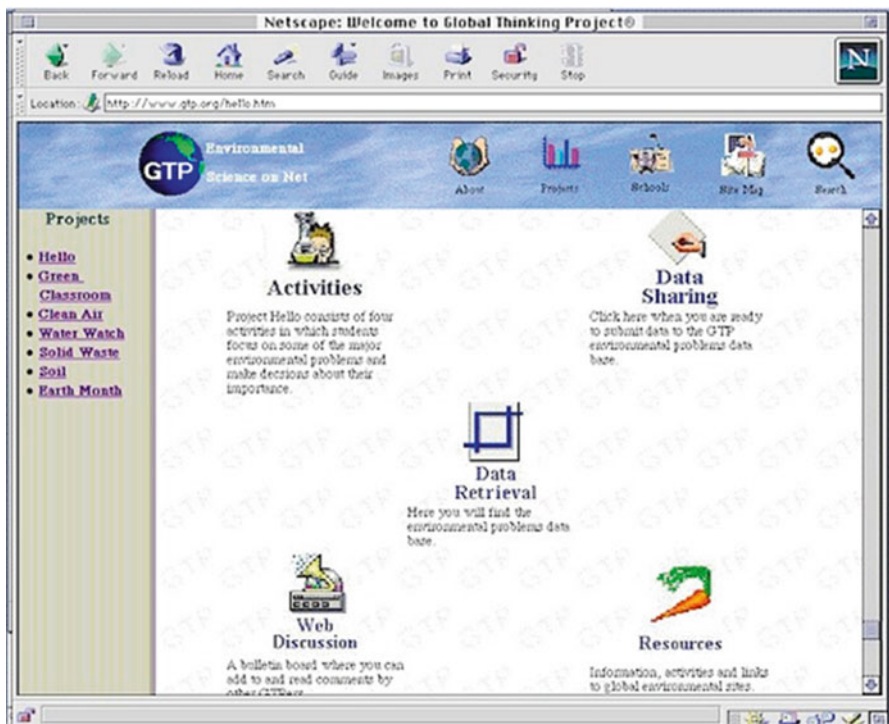 Netscape: Welcome to Global Thinking Project®
Back Forward Reload Home Search Guide Images Print Security Stop
N
Location: http://www.gtp.org/hello.htm
GTP
Environmental
Science on Net
About Projects Schools Site Map Search
Projects
Hello
Green
Classroom
Clean Air
Water Watch
Solid Waste
Soil
Earth Month
Activities
Project Hello consists of four
activities in which students
focus on some of the major
environmental problems and
make decsions about their
importance.
Data
Sharing
Click here when you are ready
to submit data to the GTP
environmental problems data
base.
Data
Retrieval
Here you will find the
environmental problems data
base.
Web
Discussion
A bulletin board where you can
add to and read comments by
other GTPers
Resources
Information, activities and links
to global environmental sites.